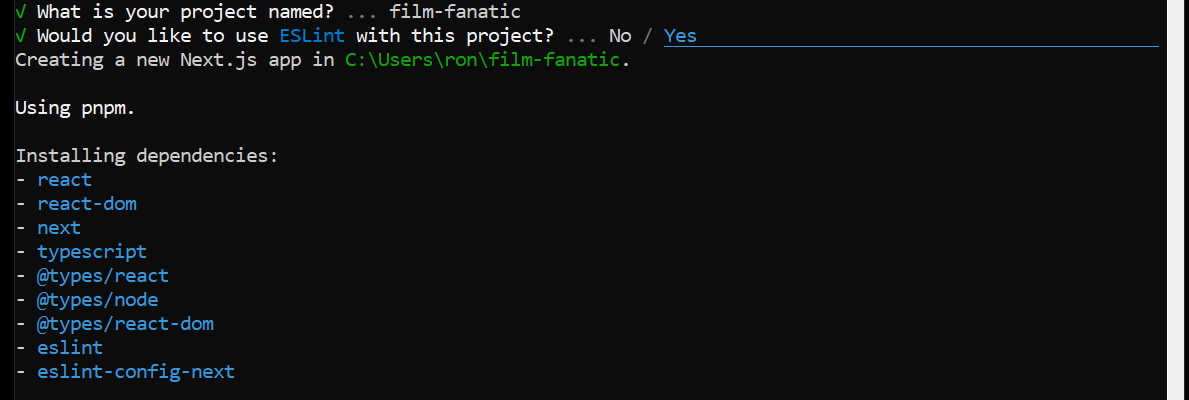 √ What is your project named? ... film-fanatic
√ Would you like to use ESLint with this project? ... No / Yes
Creating a new Next.js app in C:\Users\ron\film-fanatic.
Using pnpm.
Installing dependencies:
- react
- react-dom
- next
- typescript
- @types/react
- @types/node
- @types/react-dom
- eslint
- eslint-config-next